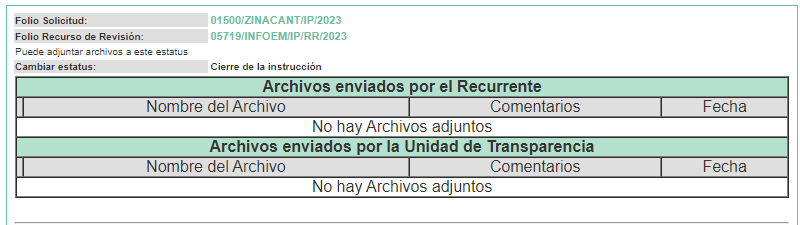 Folio Solicitud: 01500/ZINACANT/IP/2023
Folio Recurso de Revisión: 05719/INFOEM/IP/RR/2023
Puede adjuntar archivos a este estatus
Cambiar estatus: Cierre de la instrucción
Archivos enviados por el Recurrente
Nombre del Archivo Comentarios Fecha
No hay Archivos adjuntos
Archivos enviados por la Unidad de Transparencia
Nombre del Archivo Comentarios Fecha
No hay Archivos adjuntos